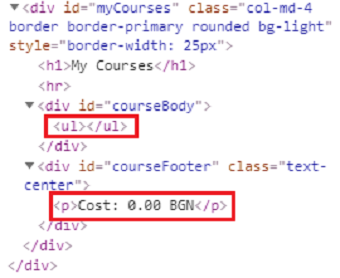 ▼<div id="myCourses" class="col-md-4
border border-primary rounded bg-light"
style="border-width: 25px">
<h1>My Courses</h1>
<hr>
▼<div id="courseBody">
<ul></ul>
</div>
▼<div id="courseFooter" class="text-
center">
<p>Cost: 0.00 BGN</p>
</div>
</div>
</div>